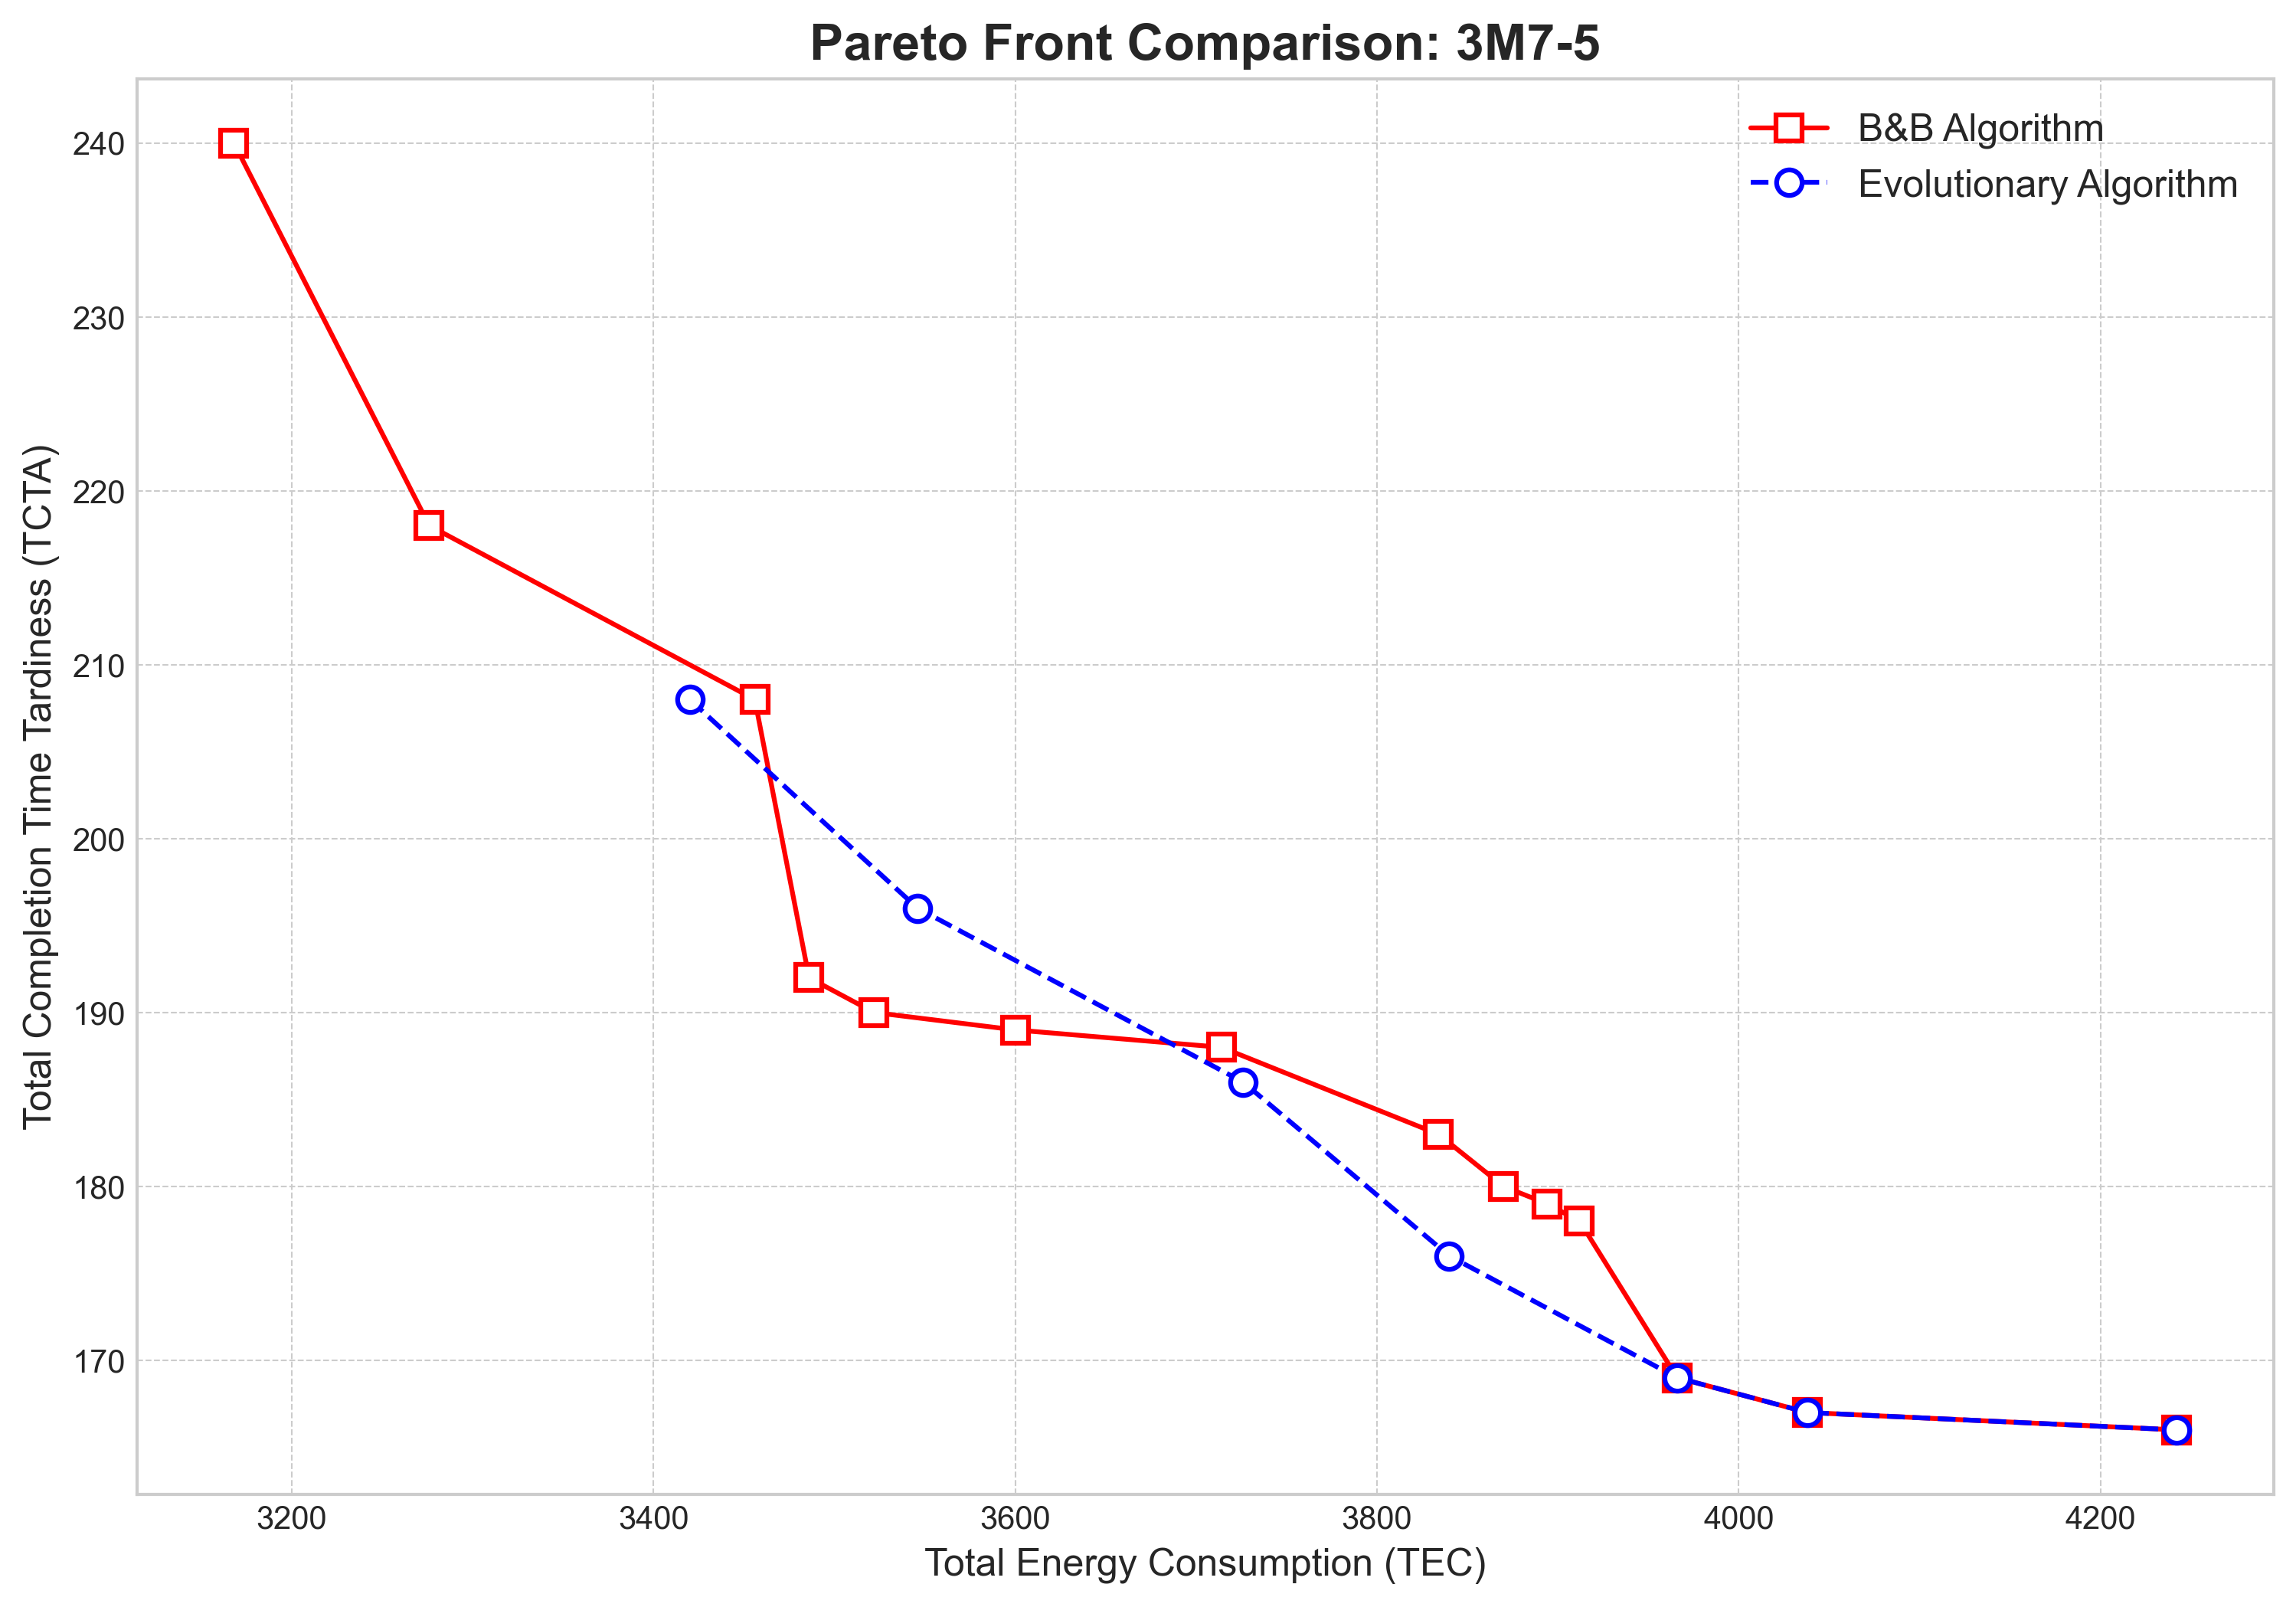 Pareto Front Comparison: 3M7-5
B&B Algorithm
Evolutionary Algorithm
Total Completion Time Tardiness (TCTA)
240
230
220
210
200
190
180
170
3200 3400 3600 3800 4000 4200
Total Energy Consumption (TEC)